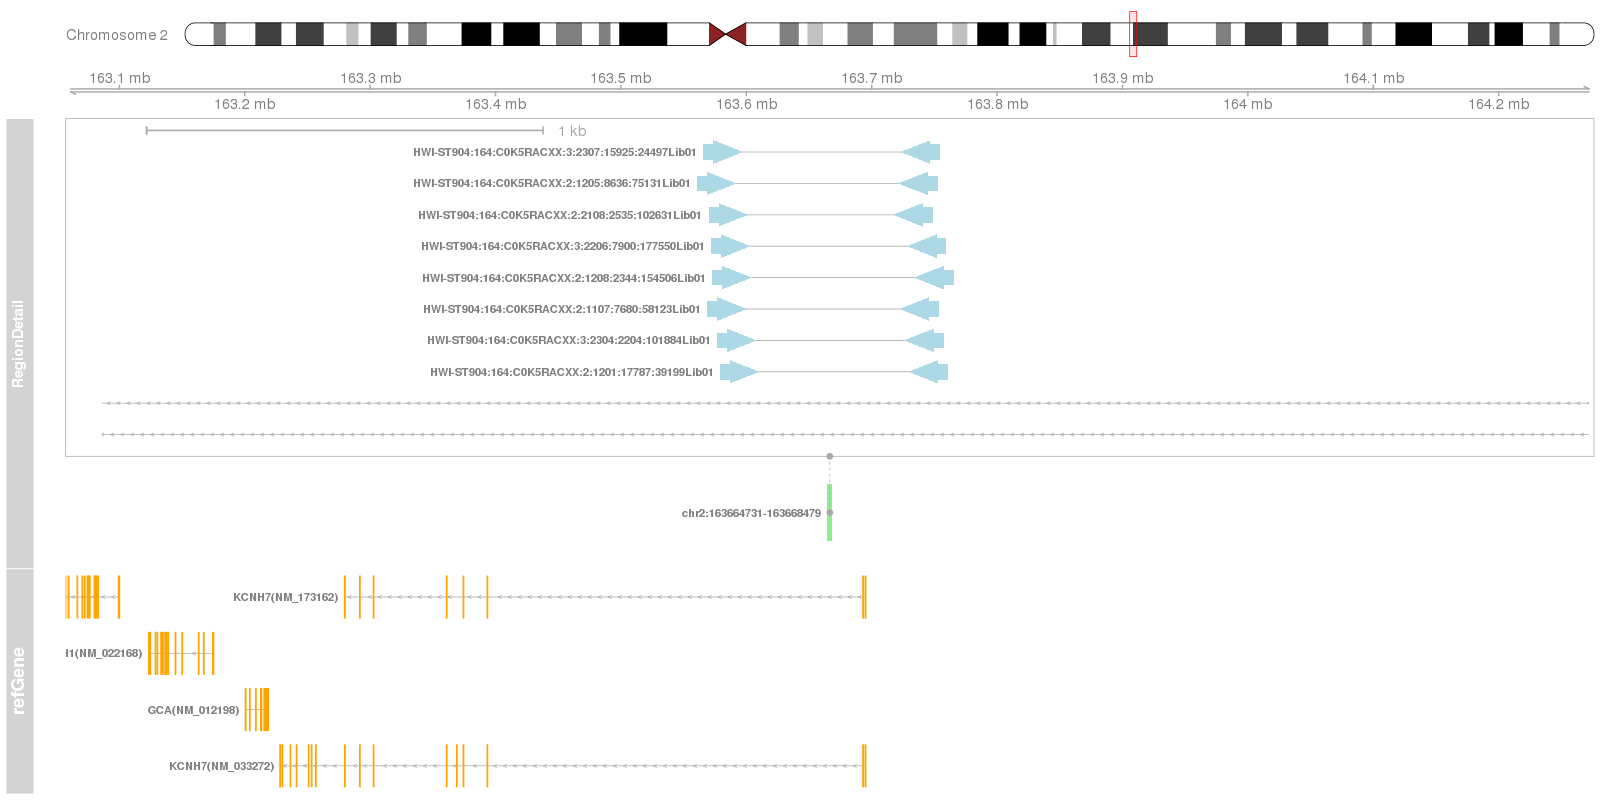 Chromosome 2
163.1 mb 163.3 mb 163.5 mb 163.7 mb 163.9 mb 164.1 mb
163.2 mb 163.4 mb 163.6 mb 163.8 mb 164 mb 164.2 mb
1 kb
RegionDetail
HWI-ST904:164:C0K5RACXX:3:2307:15925:24497Lib01
HWI-ST904:164:C0K5RACXX:2:1205:8636:75131Lib01
HWI-ST904:164:C0K5RACXX:2:2108:2535:102631Lib01
HWI-ST904:164:C0K5RACXX:3:2206:7900:177550Lib01
HWI-ST904:164:C0K5RACXX:2:1208:2344:154506Lib01
HWI-ST904:164:C0K5RACXX:2:1107:7680:58123Lib01
HWI-ST904:164:C0K5RACXX:3:2304:2204:101884Lib01
HWI-ST904:164:C0K5RACXX:2:1201:17787:39199Lib01
chr2:163664731-163668479
refGene
KCNH7(NM_173162)
I1(NM_022168)
GCA(NM_012198)
KCNH7(NM_033272)